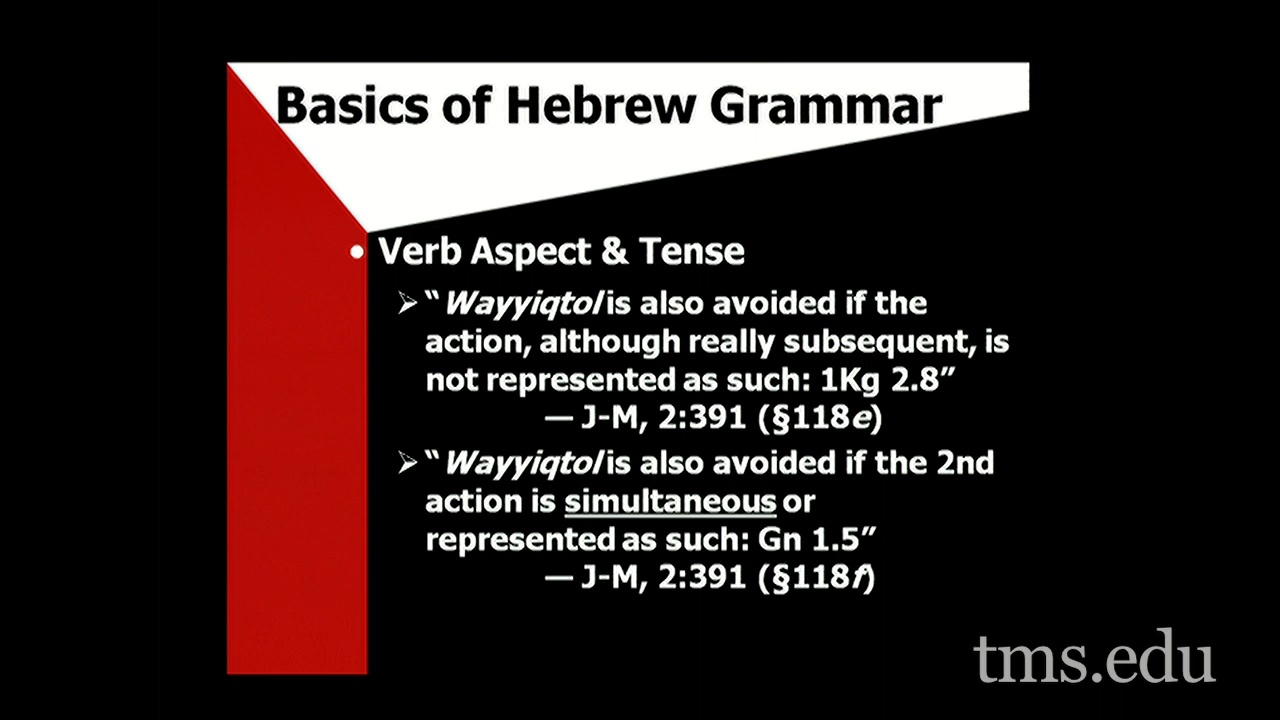 Basics of Hebrew Grammar
• Verb Aspect & Tense
➢ “Wayyiqtol is also avoided if the
action, although really subsequent, is
not represented as such: 1Kg 2.8”
— J-M, 2:391 (§118e)
➢ “Wayyiqtol is also avoided if the 2nd
action is simultaneous or
represented as such: Gn 1.5”
— J-M, 2:391 (§118f)
tms.edu